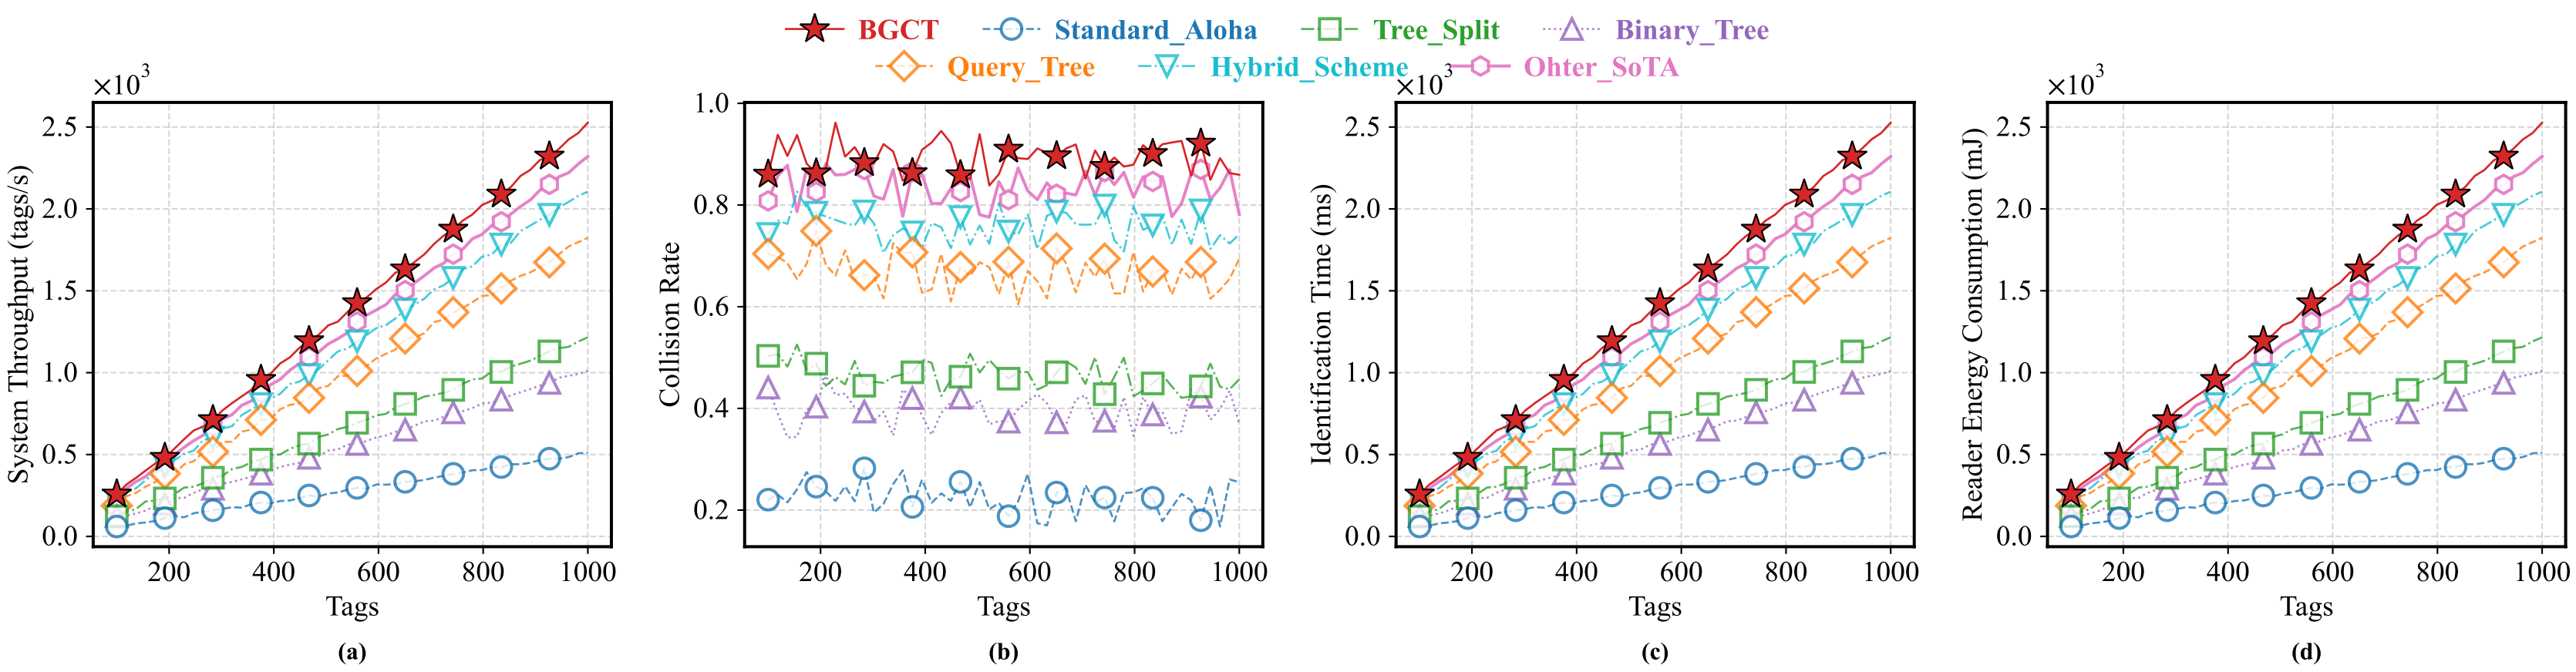 BGCT Standard_Aloha Tree_Split Binary_Tree
Query_Tree Hybrid_Scheme Ohter_SoTA
×10³
2.5
2.0
1.5
1.0
0.5
0.0
System Throughput (tags/s)
200 400 600 800 1000
Tags
(a)
1.0
0.8
0.6
0.4
0.2
Collision Rate
200 400 600 800 1000
Tags
(b)
×10³
2.5
2.0
1.5
1.0
0.5
0.0
Identification Time (ms)
200 400 600 800 1000
Tags
(c)
×10³
2.5
2.0
1.5
1.0
0.5
0.0
Reader Energy Consumption (mJ)
200 400 600 800 1000
Tags
(d)